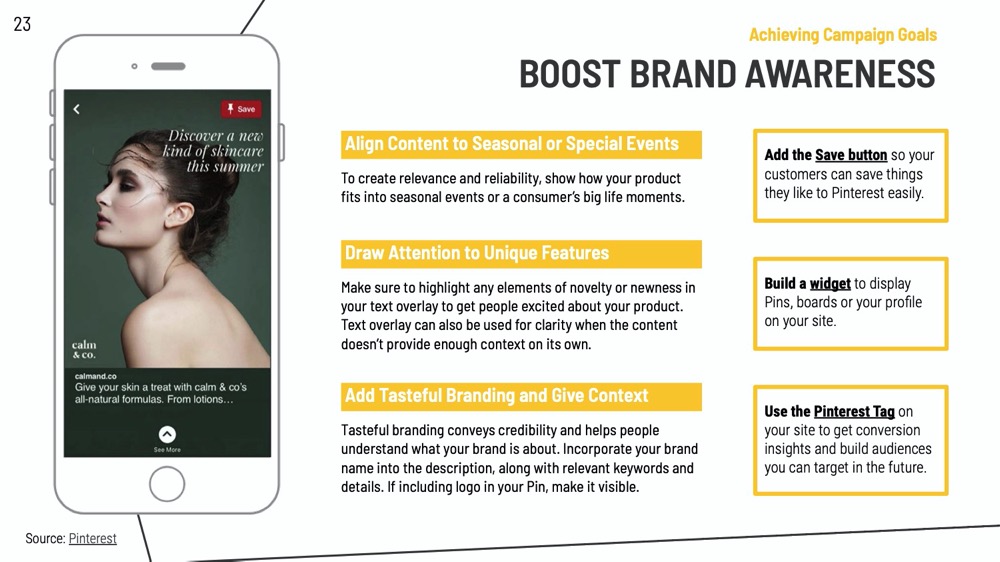 23
Achieving Campaign Goals
BOOST BRAND AWARENESS
Save
Discover a new
kind of skincare
this summer
calm
& co.
calmand.co
Give your skin a treat with calm & co's
all-natural formulas. From lotions...
See More
Align Content to Seasonal or Special Events
To create relevance and reliability, show how your product
fits into seasonal events or a consumer's big life moments.
Draw Attention to Unique Features
Make sure to highlight any elements of novelty or newness in
your text overlay to get people excited about your product.
Text overlay can also be used for clarity when the content
doesn't provide enough context on its own.
Add Tasteful Branding and Give Context
Tasteful branding conveys credibility and helps people
understand what your brand is about. Incorporate your brand
name into the description, along with relevant keywords and
details. If including logo in your Pin, make it visible.
Add the Save button so your
customers can save things
they like to Pinterest easily.
Build a widget to display
Pins, boards or your profile
on your site.
Use the Pinterest Tag on
your site to get conversion
insights and build audiences
you can target in the future.
Source: Pinterest